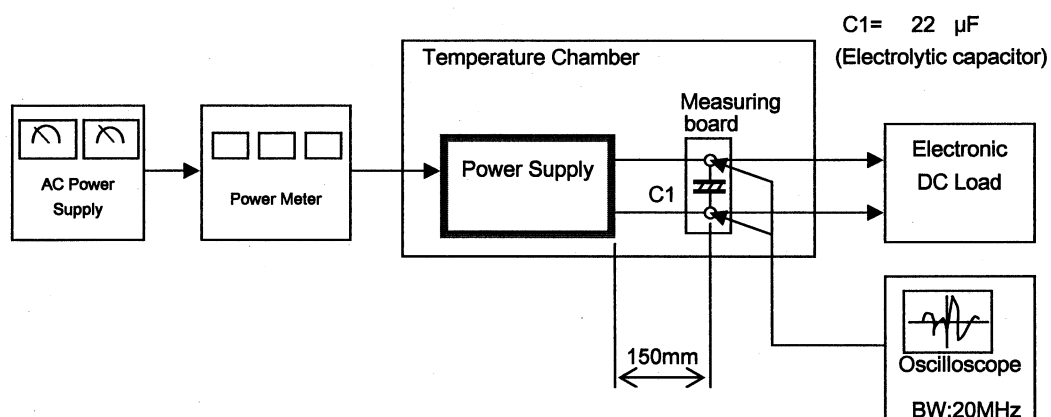 C1= 22 µF
(Electrolytic capacitor)
Temperature Chamber
Measuring
board
AC Power
Supply
Power Meter
Power Supply
C1
Electronic
DC Load
150mm
Oscilloscope
BW:20MHz